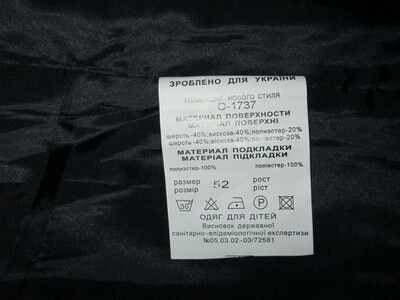 ЗРОБЛЕНО ДЛЯ УКРАЇНИ
КОЛЛЕКЦИЯ НОВОГО СТИЛЯ
О-1737
МАТЕРИАЛ ПОВЕРХНОСТИ
МАТЕРІАЛ ПОВЕРХНІ
шерсть-40%;вискоза-40%;полиэстер-20%
шерсть-40%;віскоза-40%;поліестер-20%
МАТЕРИАЛ ПОДКЛАДКИ
МАТЕРІАЛ ПІДКЛАДКИ
полиэстер-100% поліестер-100%
размер 52 рост
розмір ріст
30 P
ОДЯГ ДЛЯ ДІТЕЙ
Висновок державної
санітарно-епідеміологічної експертизи
№05.03.02-03/72581